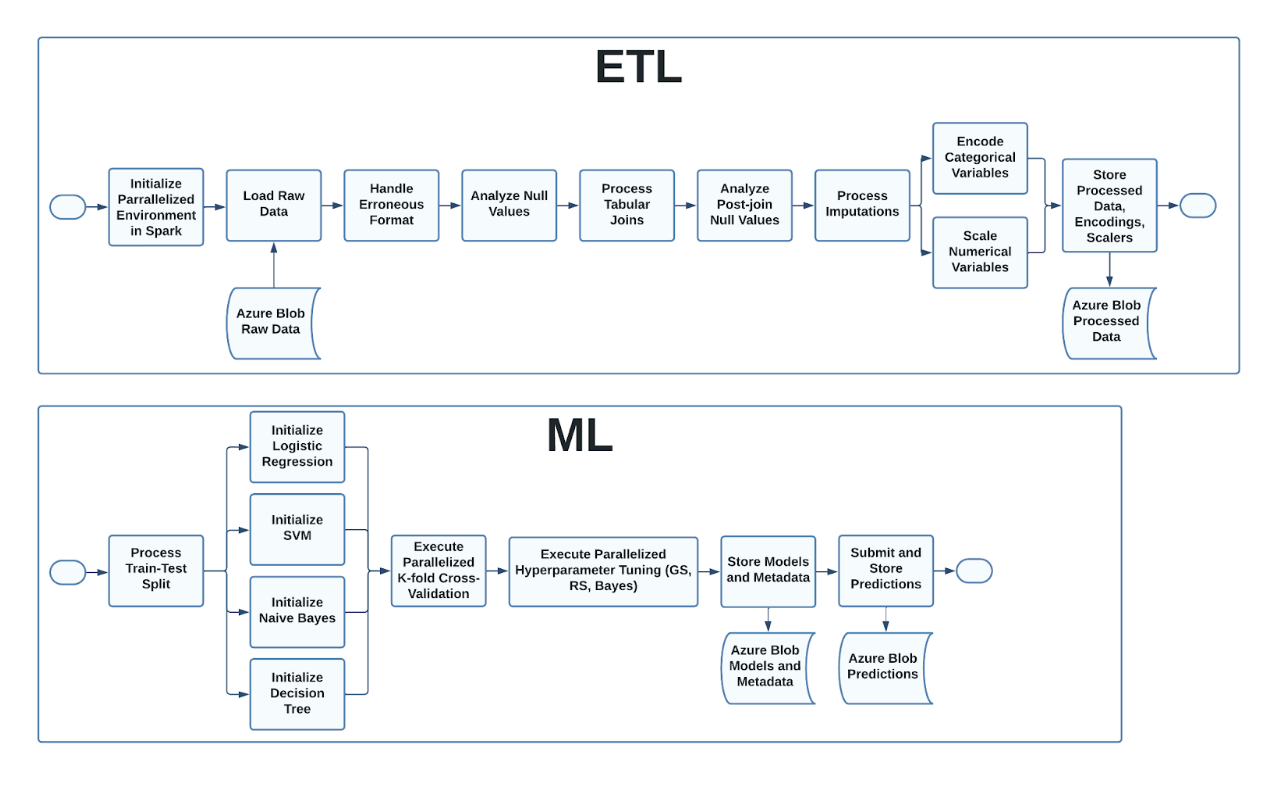 ETL
Initialize
Parrallelized
Environment
in Spark
Load Raw
Data
Azure Blob
Raw Data
Handle
Erroneous
Format
Analyze Null
Values
Process
Tabular
Joins
Analyze
Post-join
Null Values
Process
Imputations
Encode
Categorical
Variables
Scale
Numerical
Variables
Store
Processed
Data,
Encodings,
Scalers
Azure Blob
Processed
Data
ML
Process
Train-Test
Split
Initialize
Logistic
Regression
Initialize
SVM
Initialize
Naive Bayes
Initialize
Decision
Tree
Execute
Parallelized
K-fold Cross-
Validation
Execute Parallelized
Hyperparameter Tuning (GS,
RS, Bayes)
Store Models
and Metadata
Azure Blob
Models and
Metadata
Submit and
Store
Predictions
Azure Blob
Predictions